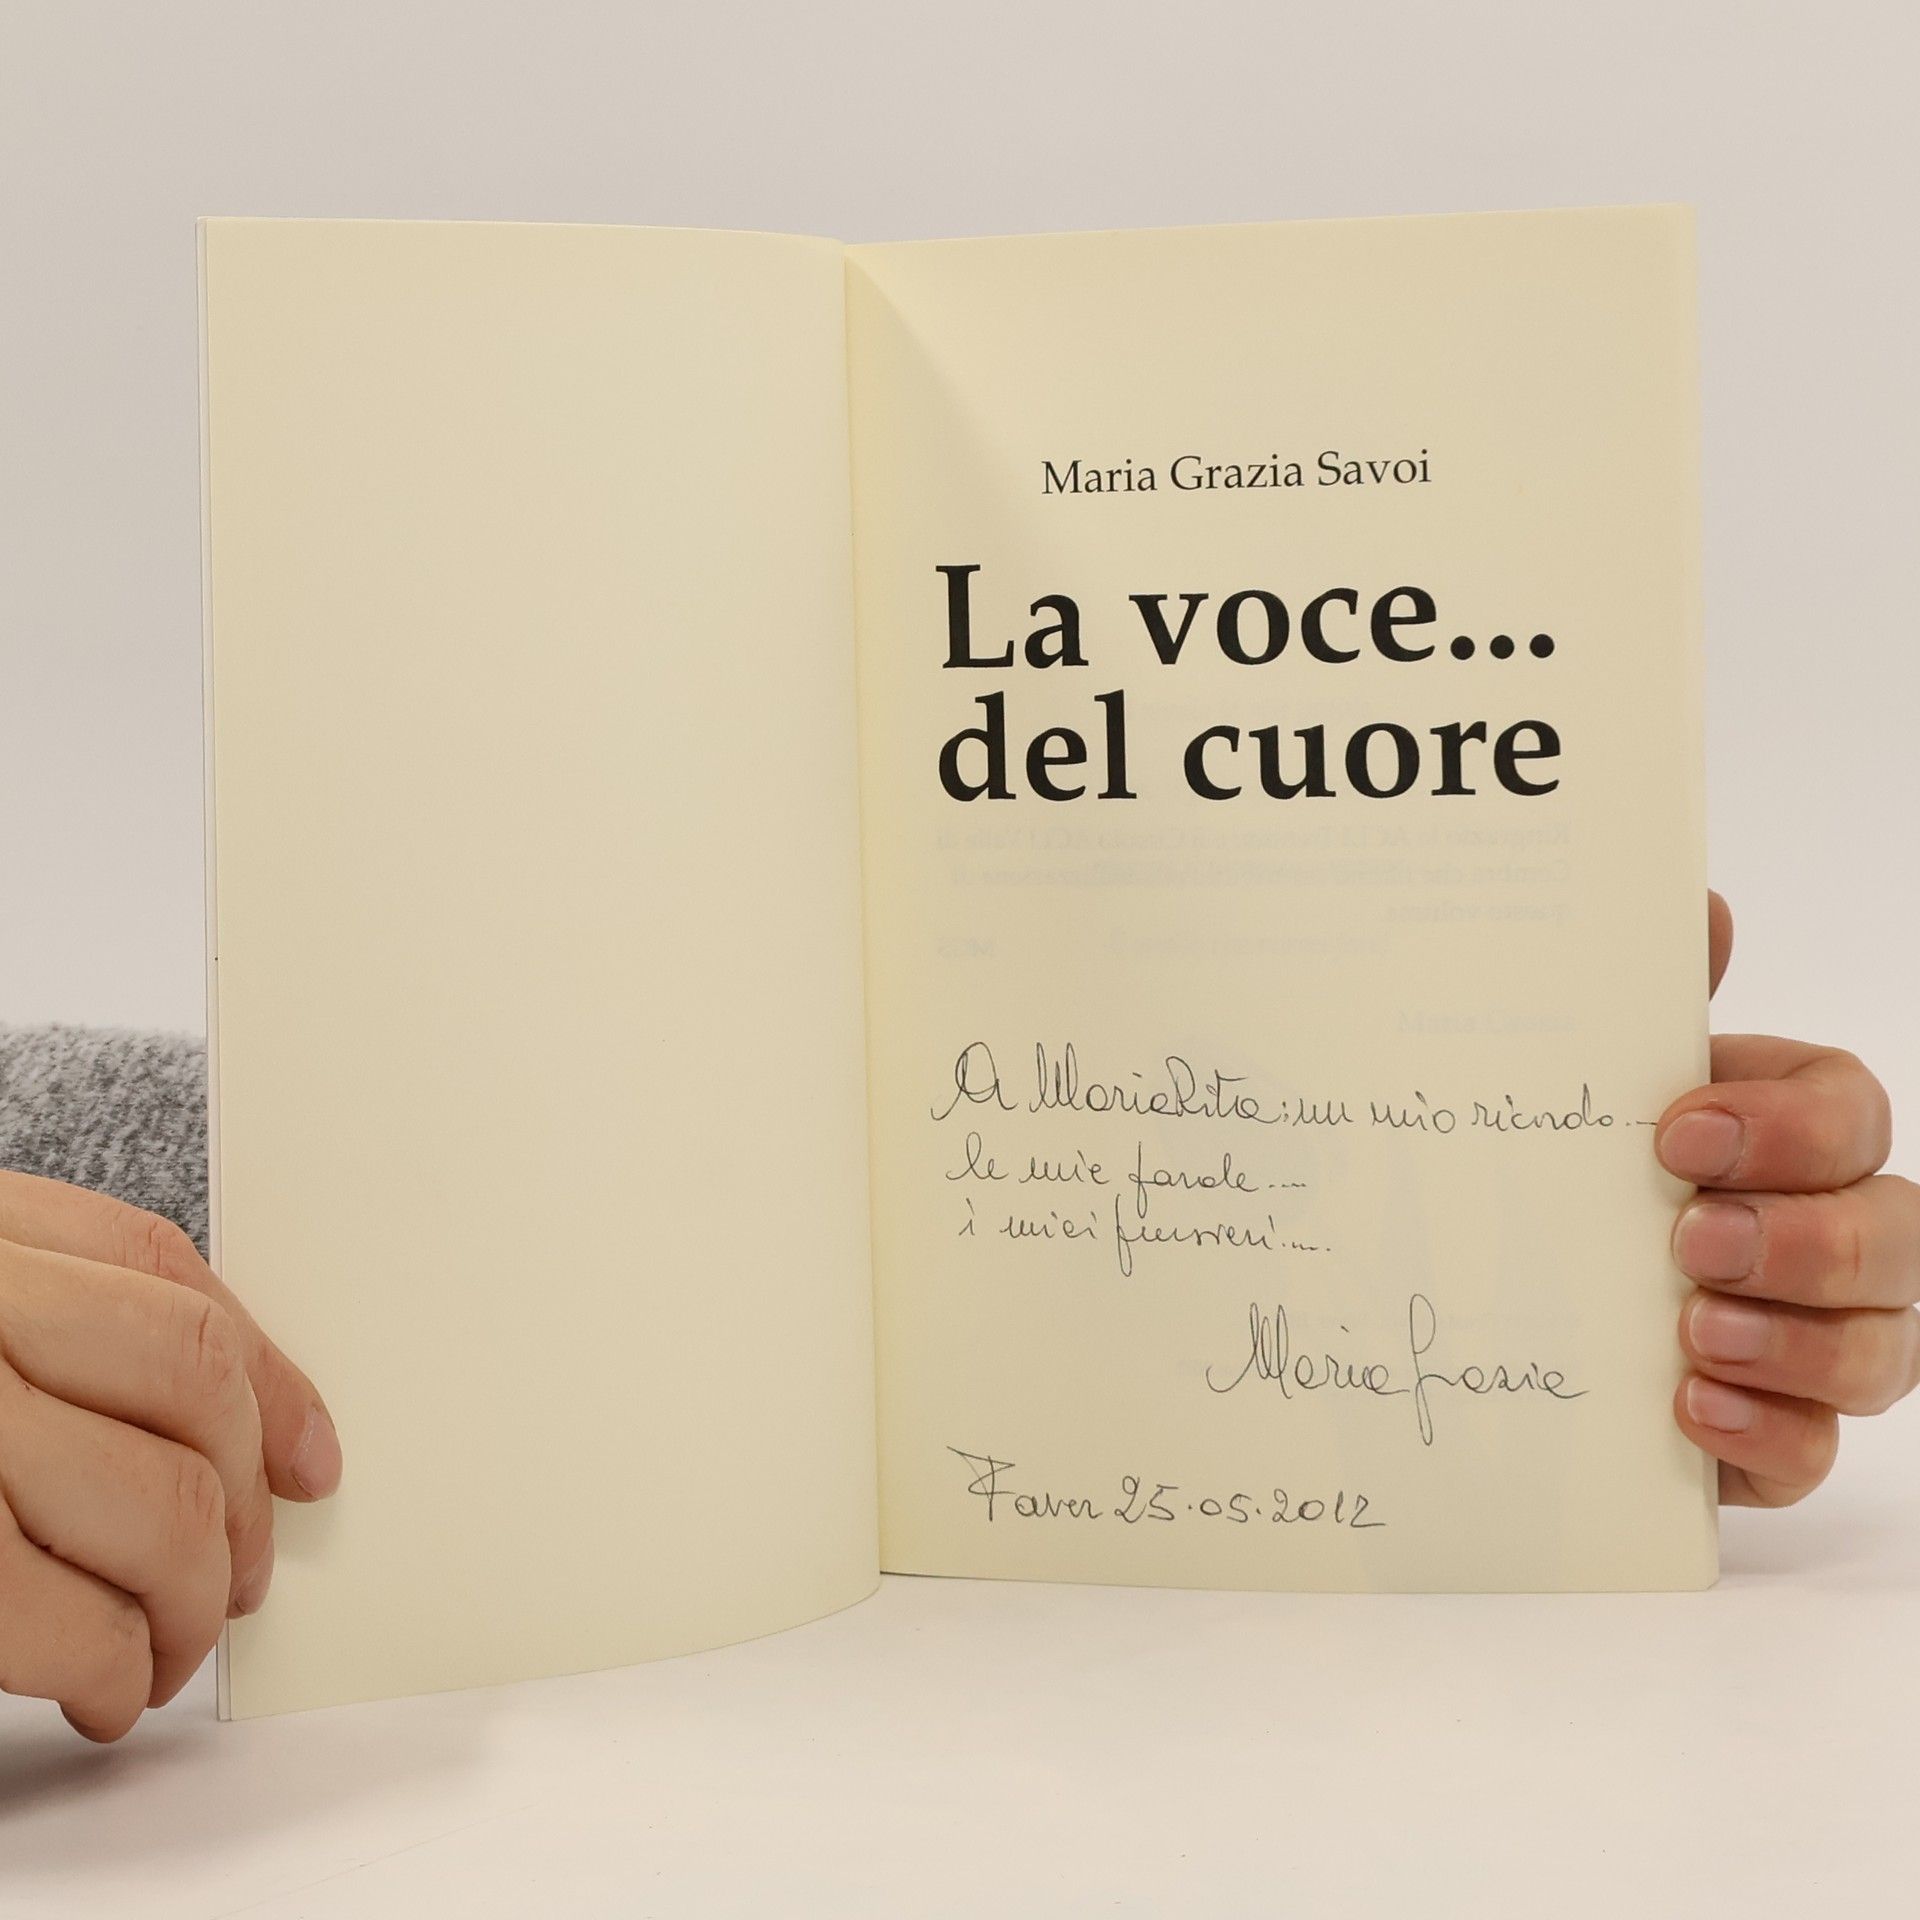 Maria Grazia Savoi
La voce...
del cuore
A MariaRita: un mio ricordo...
le mie parole....
i miei pensieri.....
Maria Grazia
Faver 25.05.2012